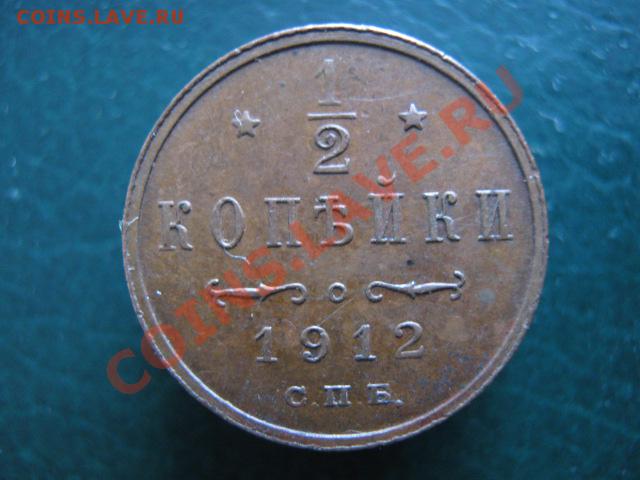 COINS.LAVE.RU
1
2
КОПѢЙКИ
1912
С.П.Б.
COINS.LAVE.RU